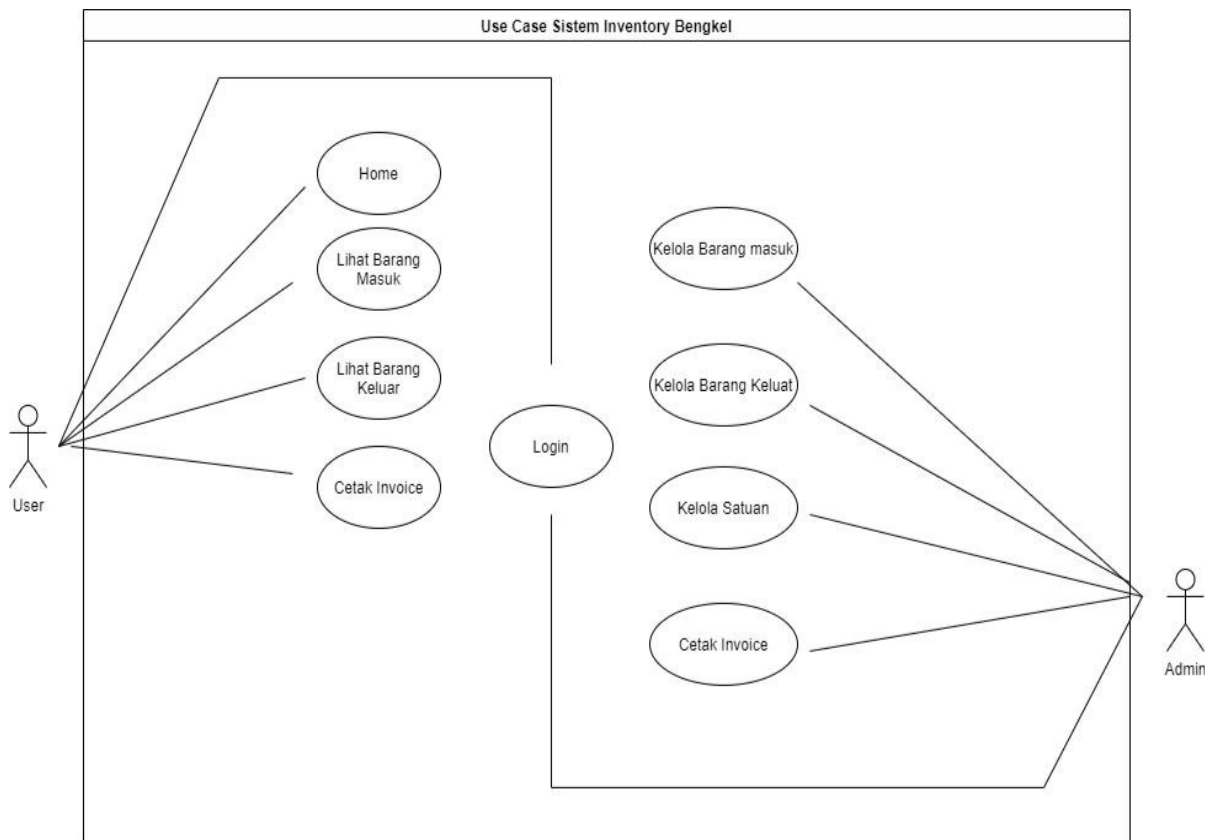 Use Case Sistem Inventory Bengkel
Home
Lihat Barang
Masuk
Lihat Barang
Keluar
Cetak Invoice
User
Login
Kelola Barang masuk
Kelola Barang Keluat
Kelola Satuan
Cetak Invoice
Admin